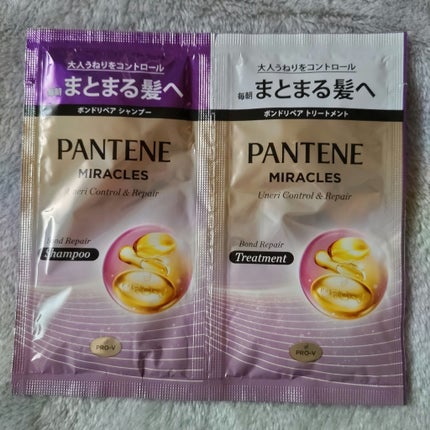 大人うねりをコントロール
毎朝 まとまる髪へ
ボンドリペア シャンプー
PANTENE
MIRACLES
Uneri Control & Repair
Bond Repair
Shampoo
PRO-V
大人うねりをコントロール
毎朝 まとまる髪へ
ボンドリペア トリートメント
PANTENE
MIRACLES
Uneri Control & Repair
Bond Repair
Treatment
PRO-V